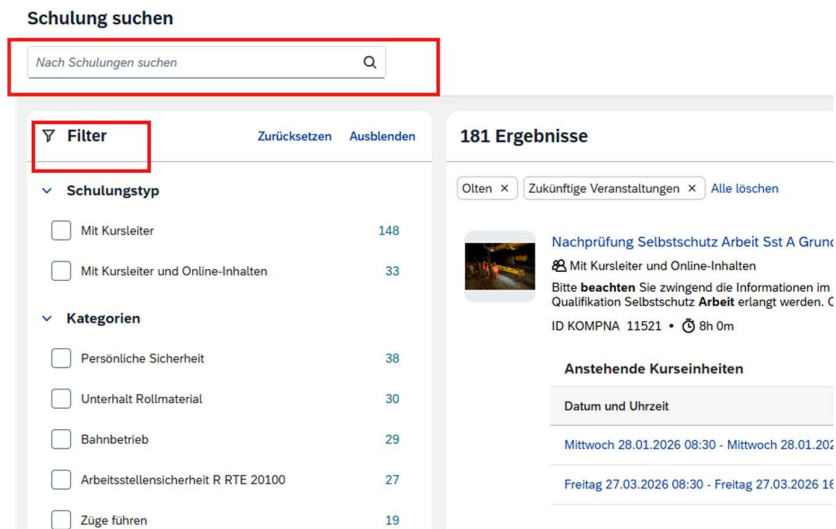 Schulung suchen
Nach Schulungen suchen
Filter
Zurücksetzen
Ausblenden
Schulungstyp
Mit Kursleiter 148
Mit Kursleiter und Online-Inhalten 33
Kategorien
Persönliche Sicherheit 38
Unterhalt Rollmaterial 30
Bahnbetrieb 29
Arbeitsstellensicherheit R RTE 20100 27
Züge führen 19
181 Ergebnisse
Olten × Zukünftige Veranstaltungen × Alle löschen
Nachprüfung Selbstschutz Arbeit Sst A Grund
Mit Kursleiter und Online-Inhalten
Bitte beachten Sie zwingend die Informationen im
Qualifikation Selbstschutz Arbeit erlangt werden.
ID KOMPNA 11521 • 8h 0m
Anstehende Kurseinheiten
Datum und Uhrzeit
Mittwoch 28.01.2026 08:30 - Mittwoch 28.01.202
Freitag 27.03.2026 08:30 - Freitag 27.03.2026 16